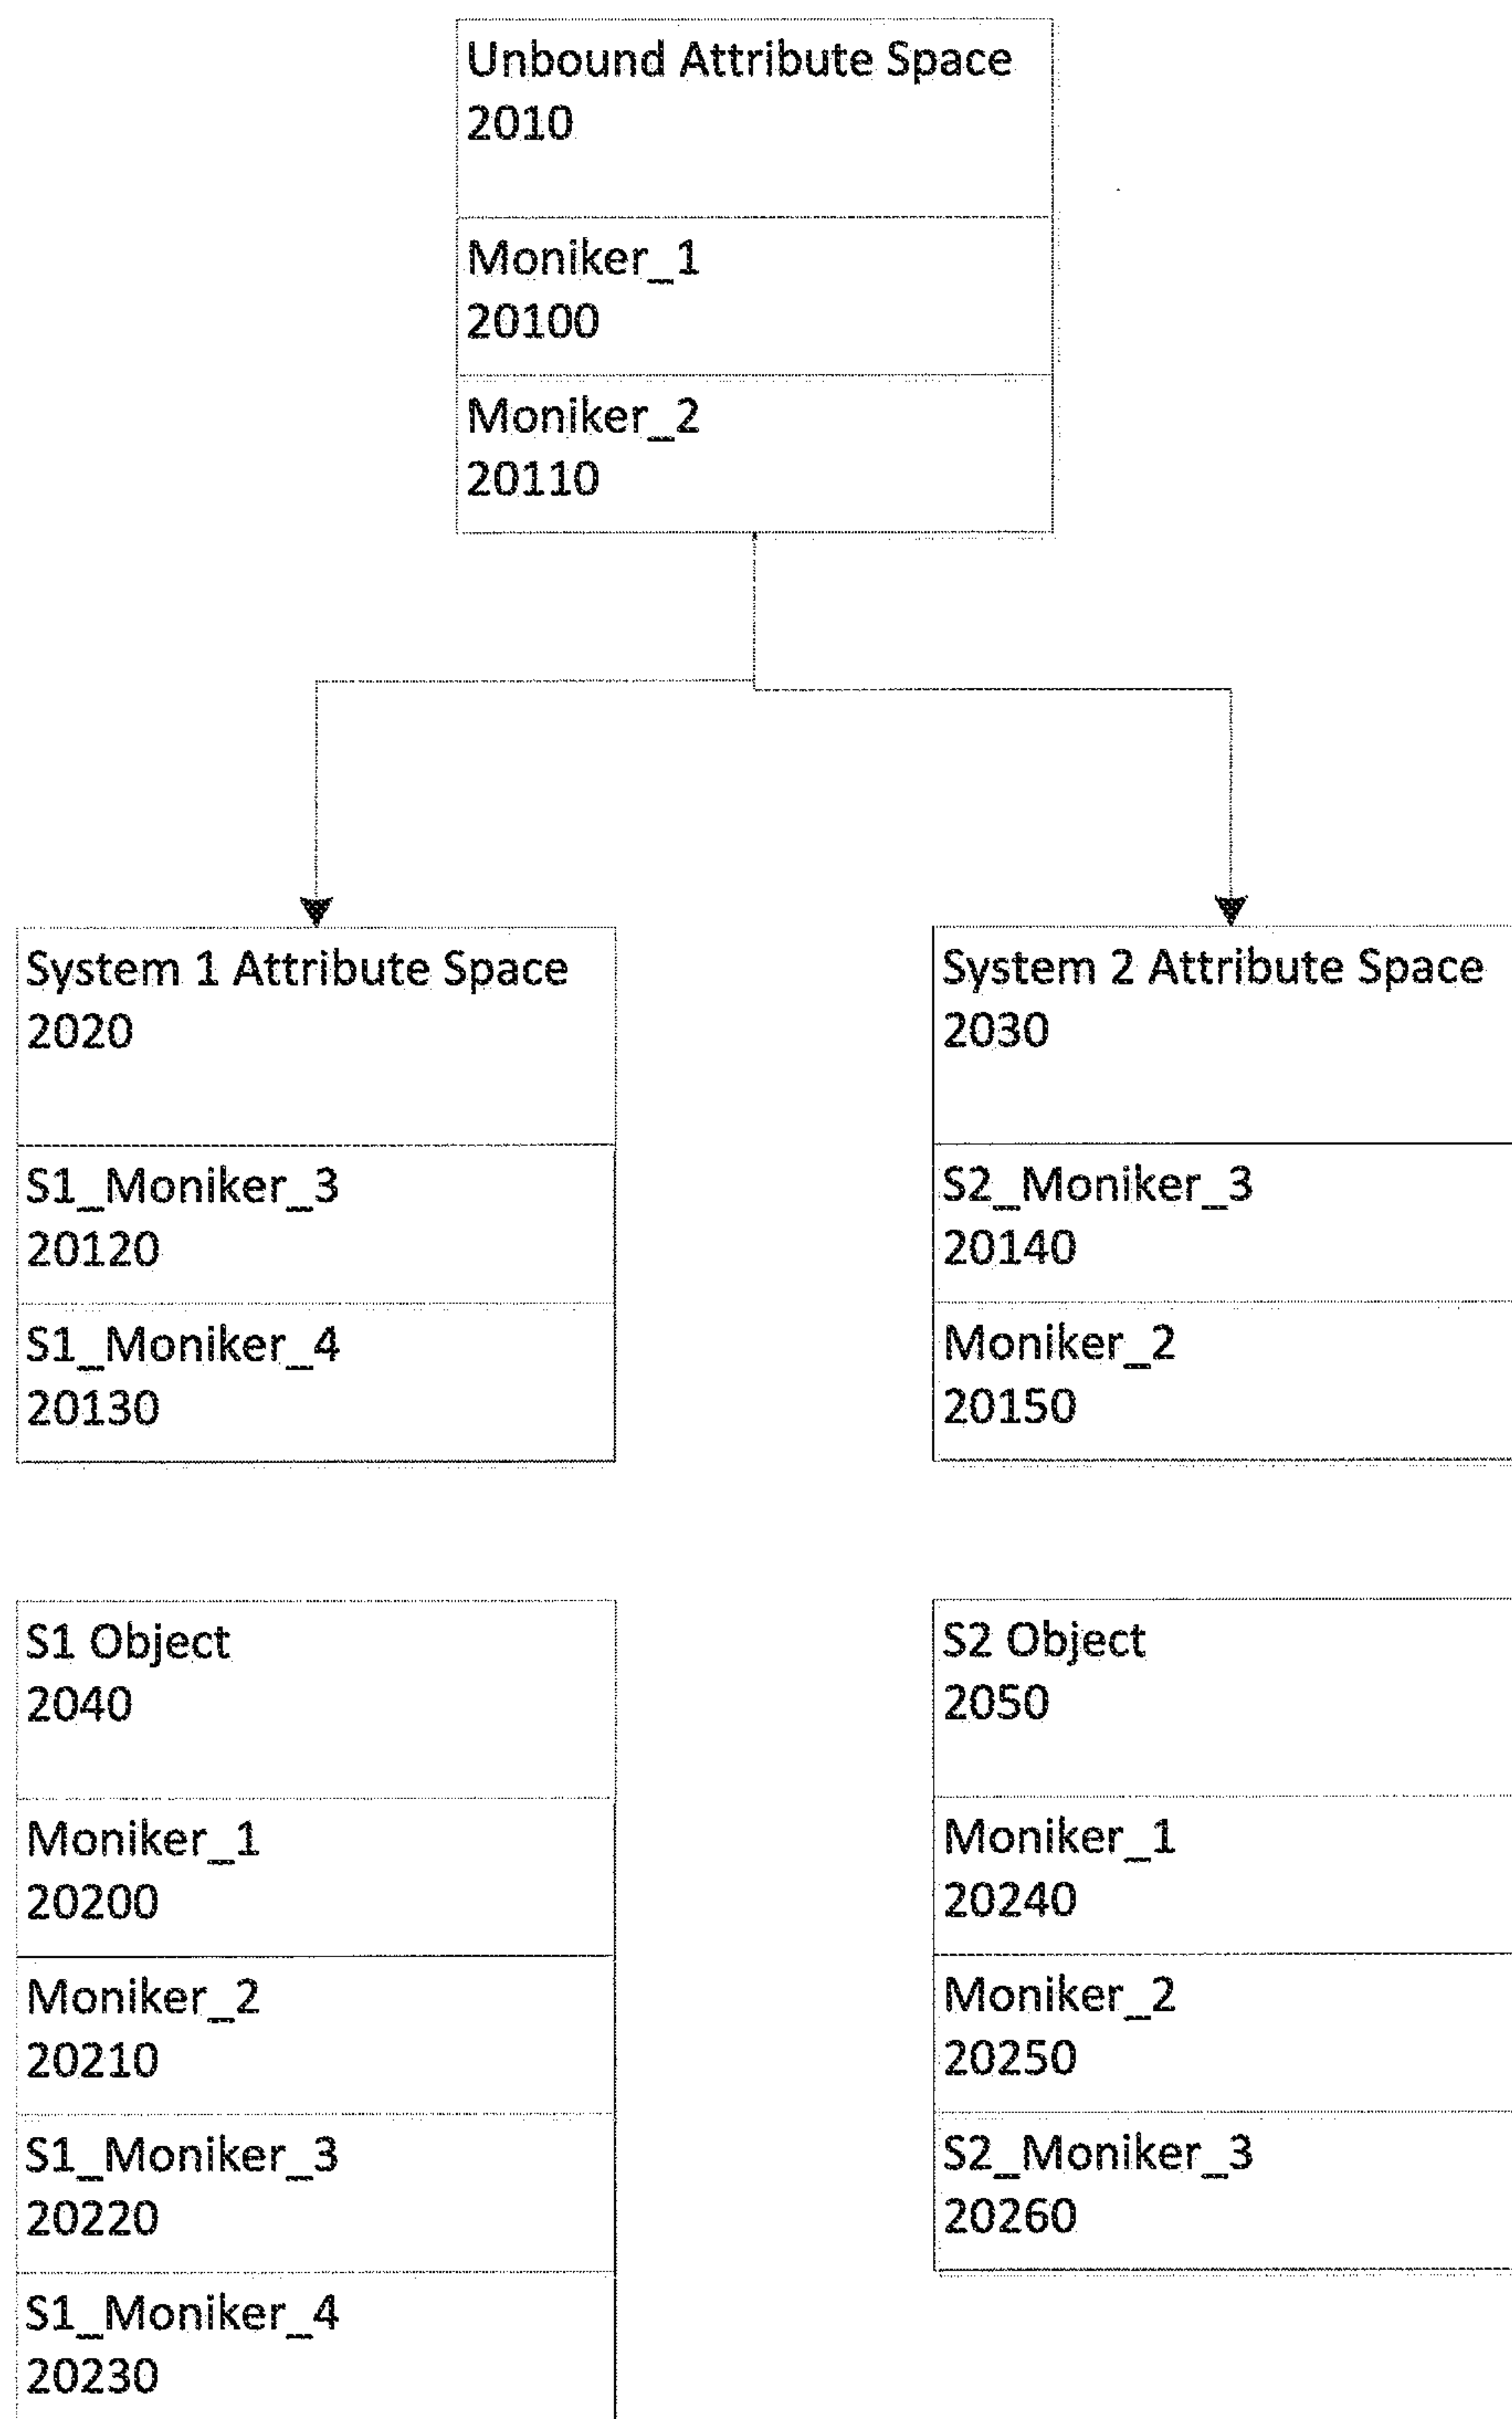 Unbound Attribute Space
2010
Moniker_1
20100
Moniker_2
20110
System 1 Attribute Space
2020
S1_Moniker_3
20120
S1_Moniker_4
20130
System 2 Attribute Space
2030
S2_Moniker_3
20140
Moniker_2
20150
S1 Object
2040
Moniker_1
20200
Moniker_2
20210
S1_Moniker_3
20220
S1_Moniker_4
20230
S2 Object
2050
Moniker_1
20240
Moniker_2
20250
S2_Moniker_3
20260